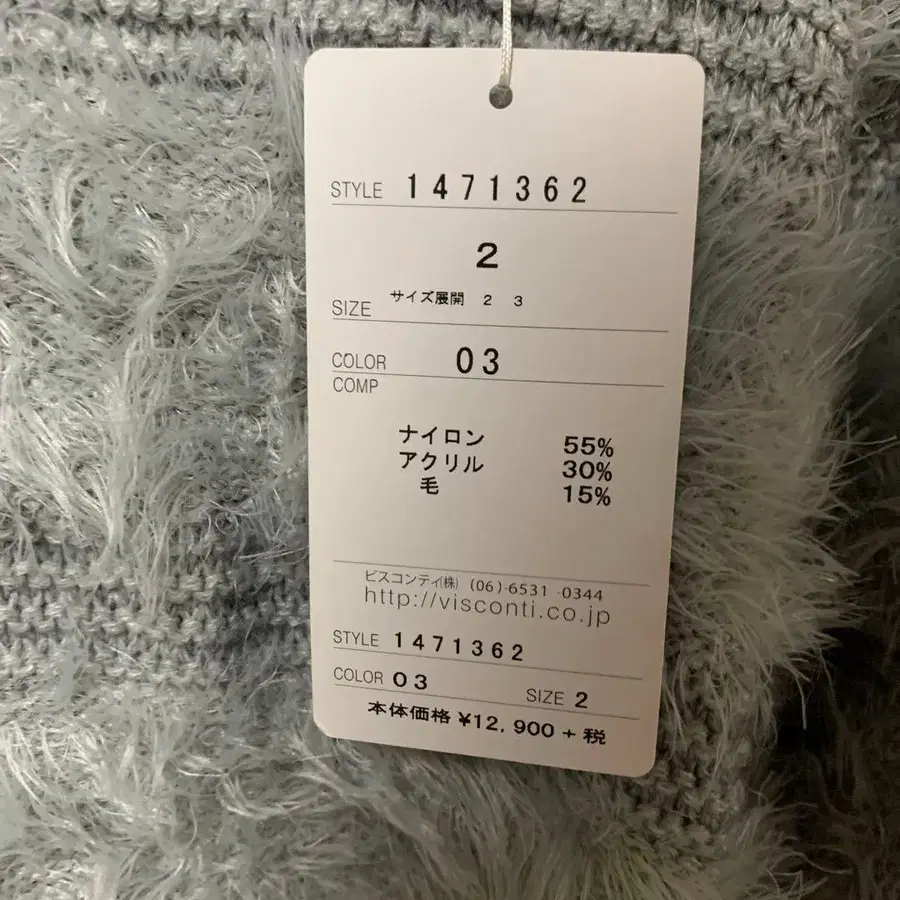 STYLE 1471362
2
サイズ展開 2 3
SIZE
COLOR 03
COMP
ナイロン 55%
アクリル 30%
毛 15%
ビスコンティ㈱ (06)-6531-0344
http://visconti.co.jp
STYLE 1471362
COLOR 03 SIZE 2
本体価格 ¥12,900 + 税